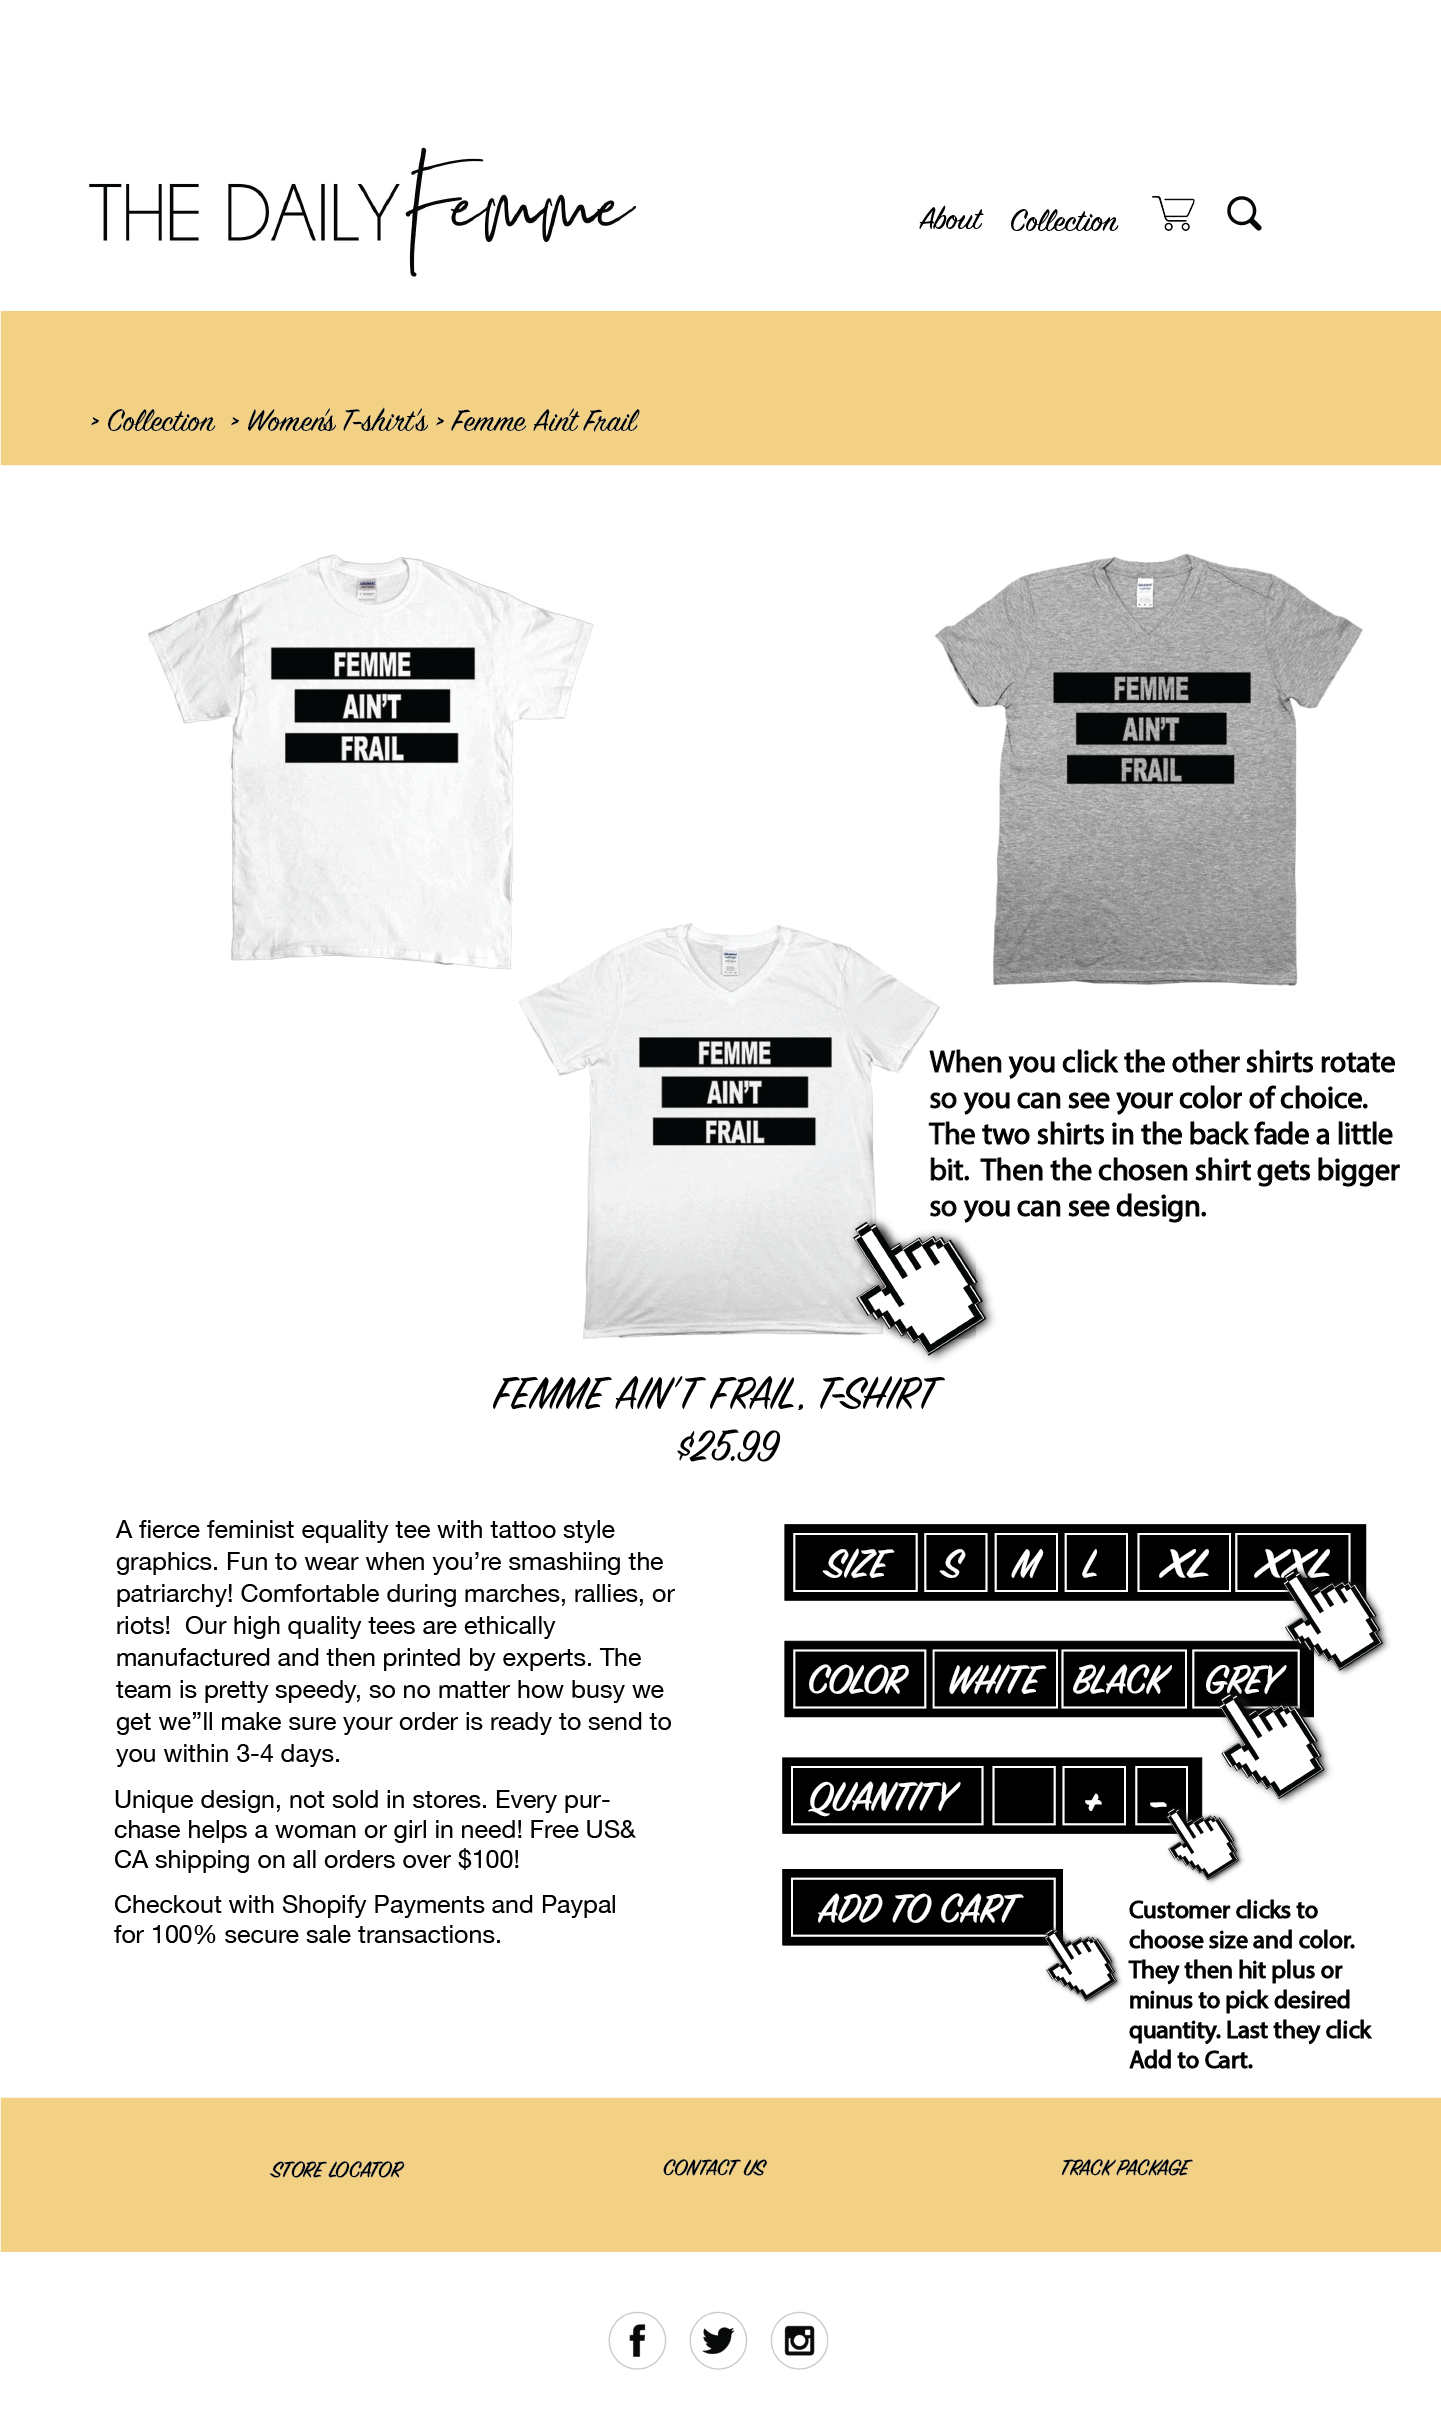 THE DAILY Femme
About Collection
> Collection > Women's T-shirt's > Femme Ain't Frail
FEMME
AIN'T
FRAIL
FEMME
AIN'T
FRAIL
FEMME
AIN'T
FRAIL
When you click the other shirts rotate
so you can see your color of choice.
The two shirts in the back fade a little
bit.  Then the chosen shirt gets bigger
so you can see design.
FEMME AIN'T FRAIL. T-SHIRT
$25.99
A fierce feminist equality tee with tattoo style
graphics. Fun to wear when you’re smashiing the
patriarchy! Comfortable during marches, rallies, or
riots!  Our high quality tees are ethically
manufactured and then printed by experts. The
team is pretty speedy, so no matter how busy we
get we”ll make sure your order is ready to send to
you within 3-4 days.
Unique design, not sold in stores. Every pur-
chase helps a woman or girl in need! Free US&
CA shipping on all orders over $100!
Checkout with Shopify Payments and Paypal
for 100% secure sale transactions.
SIZE S M L XL XXL
COLOR WHITE BLACK GREY
QUANTITY + -
ADD TO CART
Customer clicks to
choose size and color.
They then hit plus or
minus to pick desired
quantity. Last they click
Add to Cart.
STORE LOCATOR CONTACT US TRACK PACKAGE